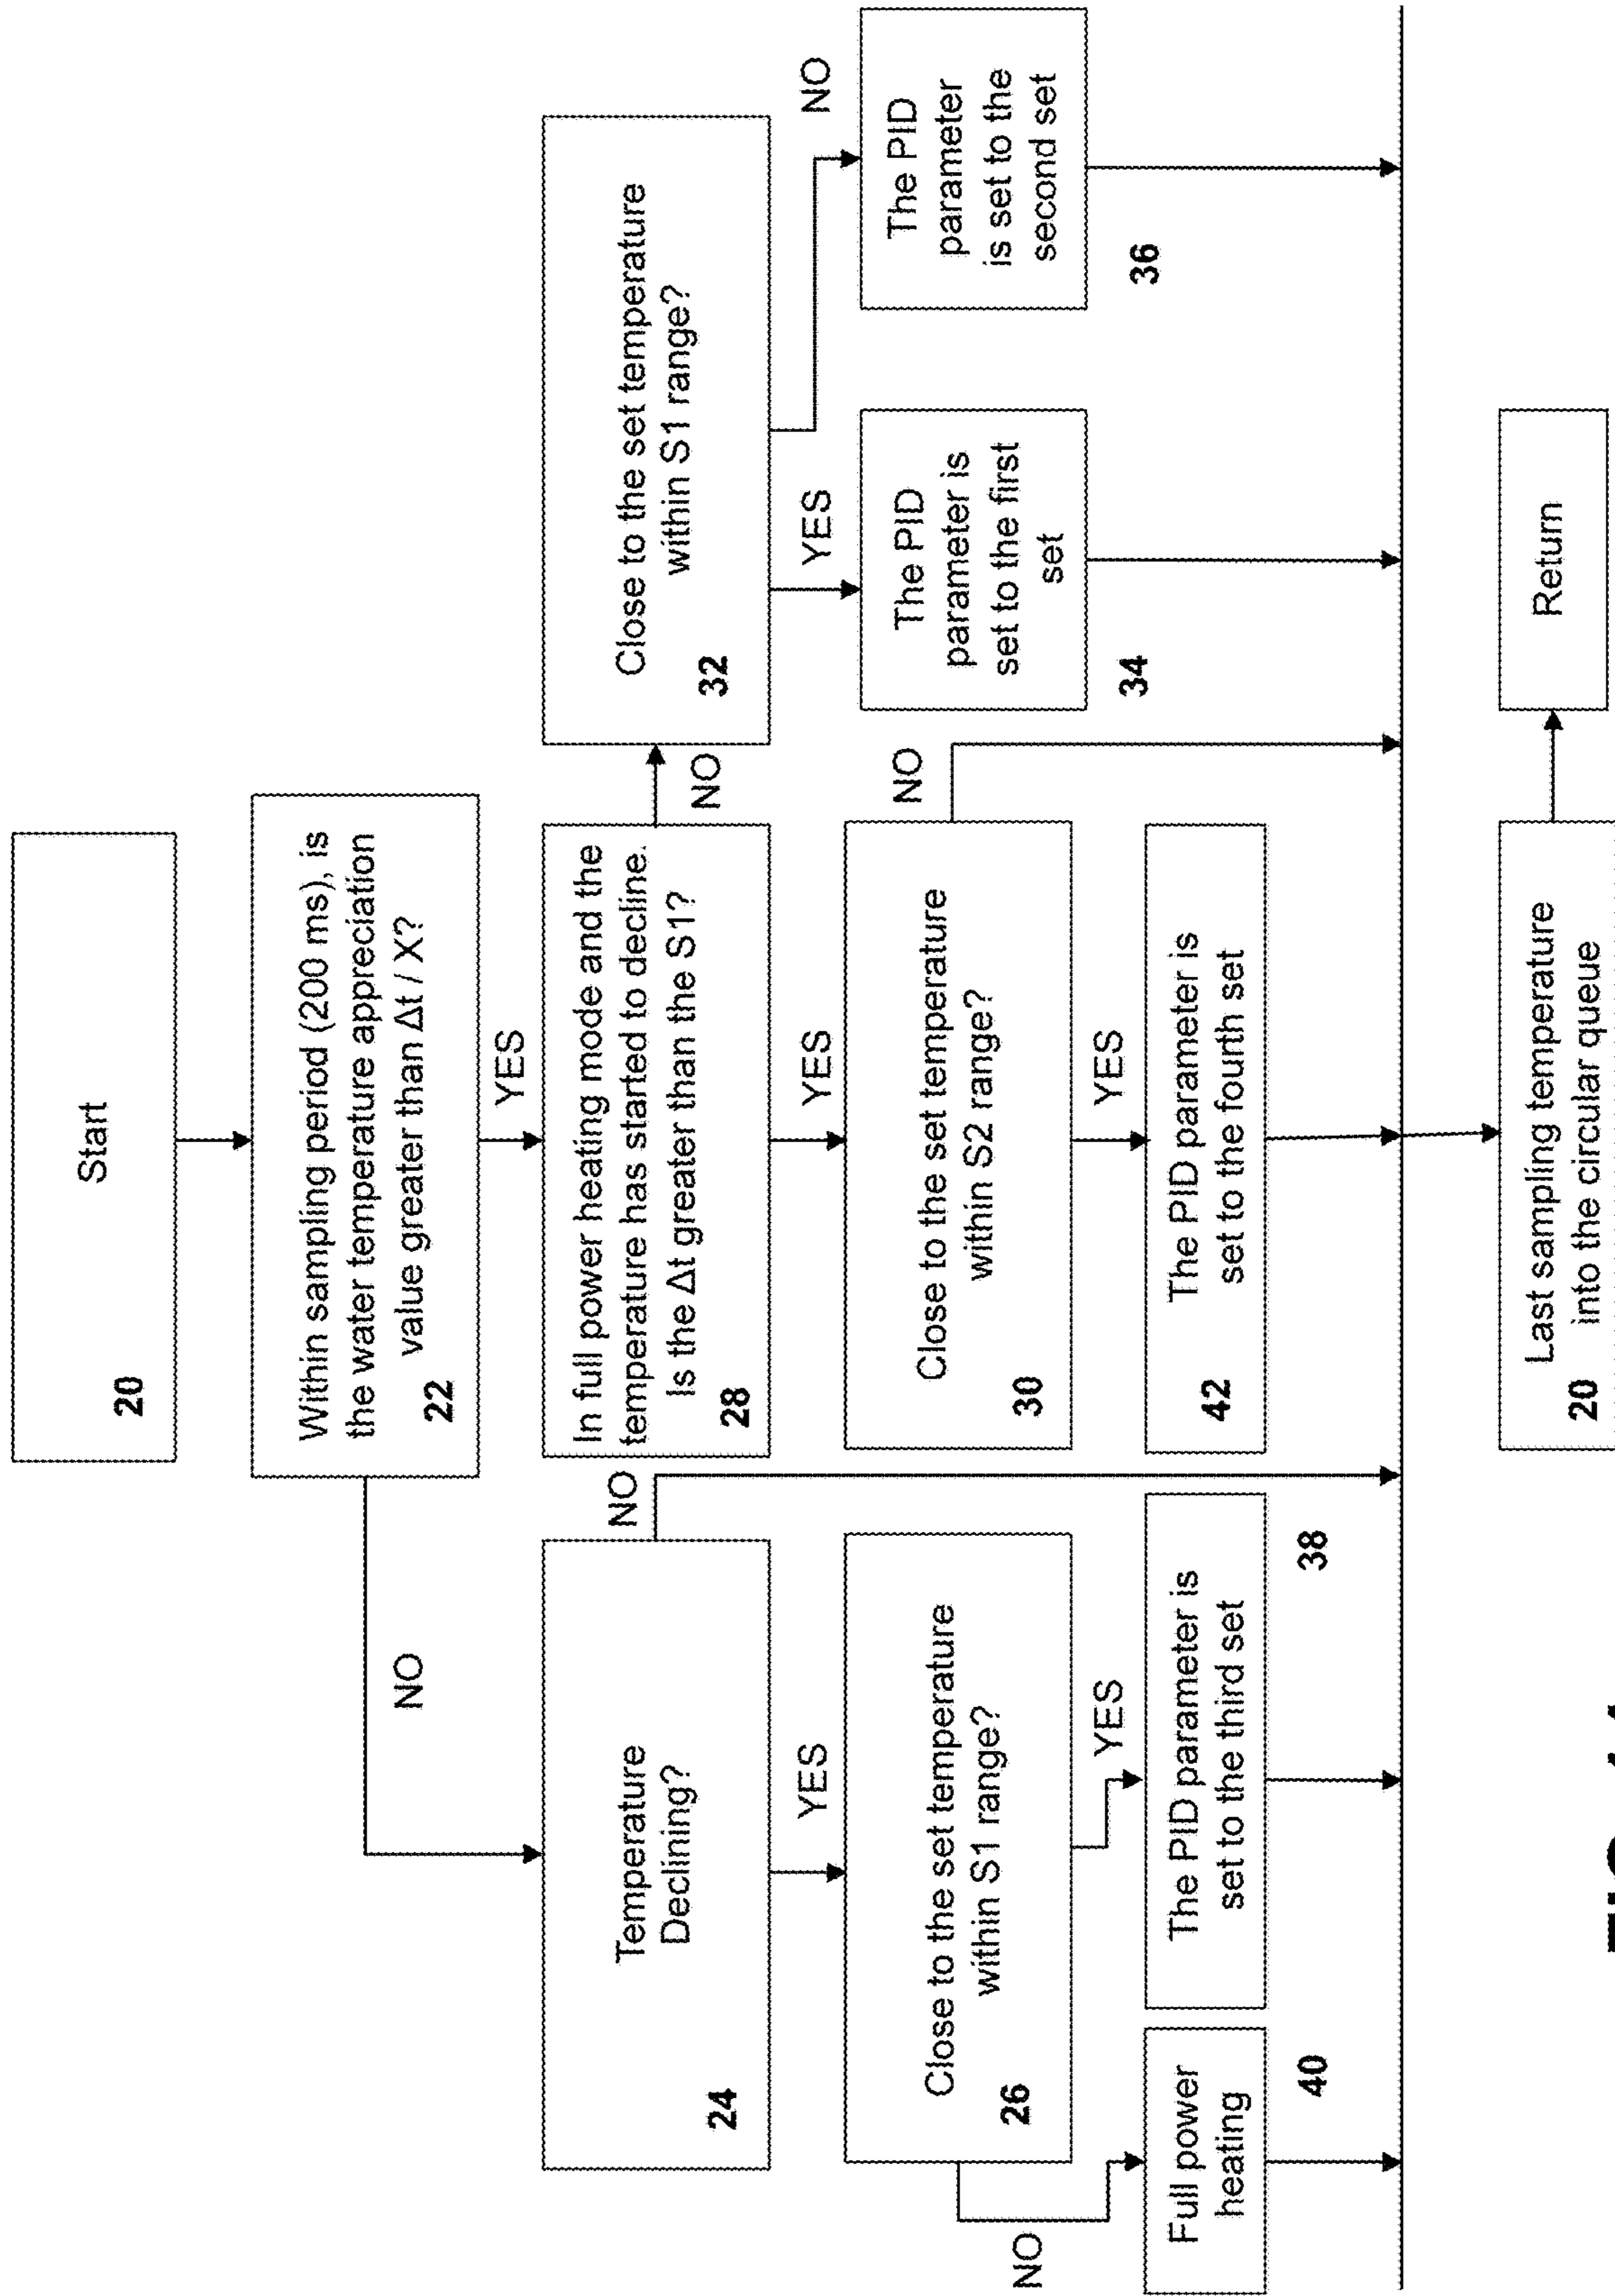 Start
20
Within sampling period (200 ms), is
the water temperature appreciation
value greater than Δt / X?
22
NO
YES
Temperature
Declining?
24
NO
In full power heating mode and the
temperature has started to decline.
Is the Δt greater than the S1?
28
NO
Close to the set temperature
within S1 range?
32
YES
YES
YES
NO
Close to the set temperature
within S1 range?
26
Close to the set temperature
within S2 range?
30
NO
The PID
parameter is
set to the first
set
34
The PID
parameter
is set to the
second set
36
NO
YES
YES
Full power
heating
40
The PID parameter is
set to the third set
38
The PID parameter is
set to the fourth set
42
Last sampling temperature
into the circular queue
20
Return